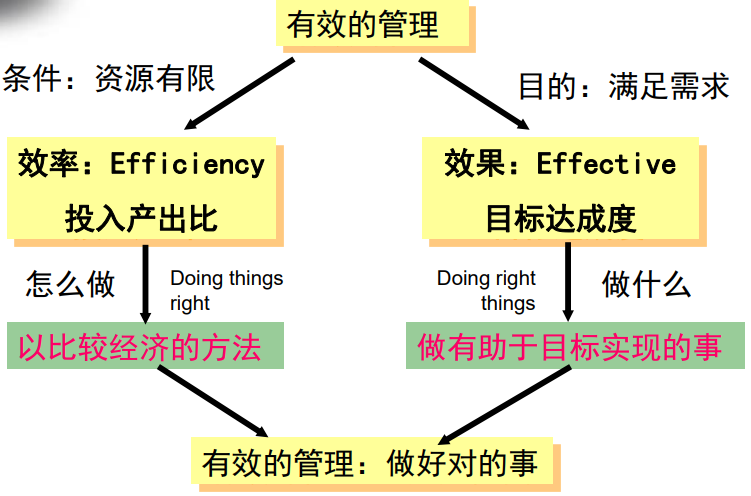 有效的管理
条件：资源有限
目的：满足需求
效率：Efficiency
投入产出比
效果：Effective
目标达成度
怎么做
Doing things
right
Doing right
things
做什么
以比较经济的方法
做有助于目标实现的事
有效的管理：做好对的事